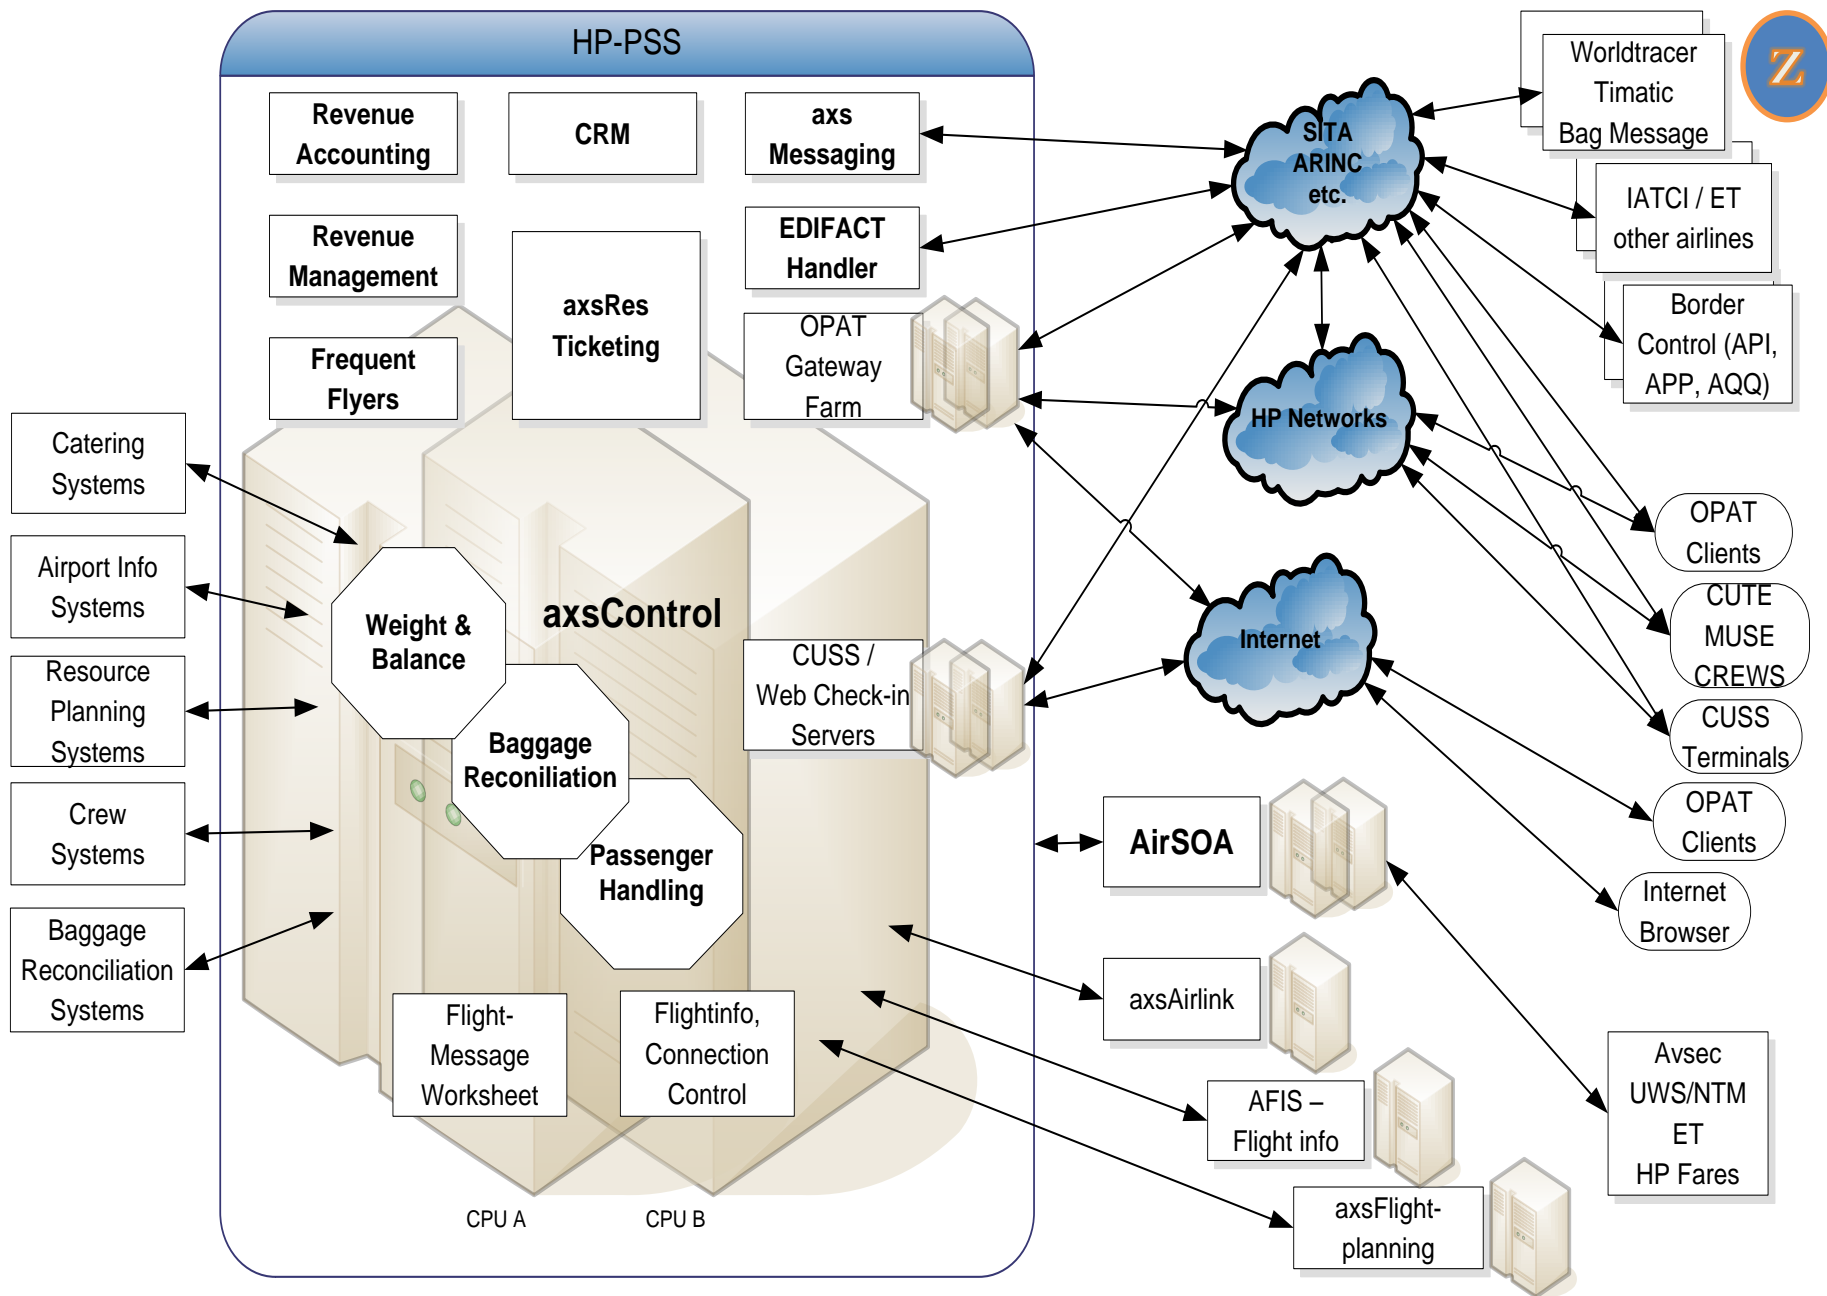 HP-PSS
Revenue
Accounting
CRM
axs
Messaging
Revenue
Management
axsRes
Ticketing
EDIFACT
Handler
Frequent
Flyers
OPAT
Gateway
Farm
Catering
Systems
Airport Info
Systems
Resource
Planning
Systems
Crew
Systems
Baggage
Reconciliation
Systems
axsControl
Weight &
Balance
Baggage
Reconiliation
Passenger
Handling
CUSS /
Web Check-in
Servers
Flight-
Message
Worksheet
Flightinfo,
Connection
Control
CPU A
CPU B
SITA
ARINC
etc.
HP Networks
Internet
Worldtracer
Timatic
Bag Message
Z
IATCI / ET
other airlines
Border
Control (API,
APP, AQQ)
OPAT
Clients
CUTE
MUSE
CREWS
CUSS
Terminals
OPAT
Clients
Internet
Browser
AirSOA
axsAirlink
AFIS –
Flight info
axsFlight-
planning
Avsec
UWS/NTM
ET
HP Fares